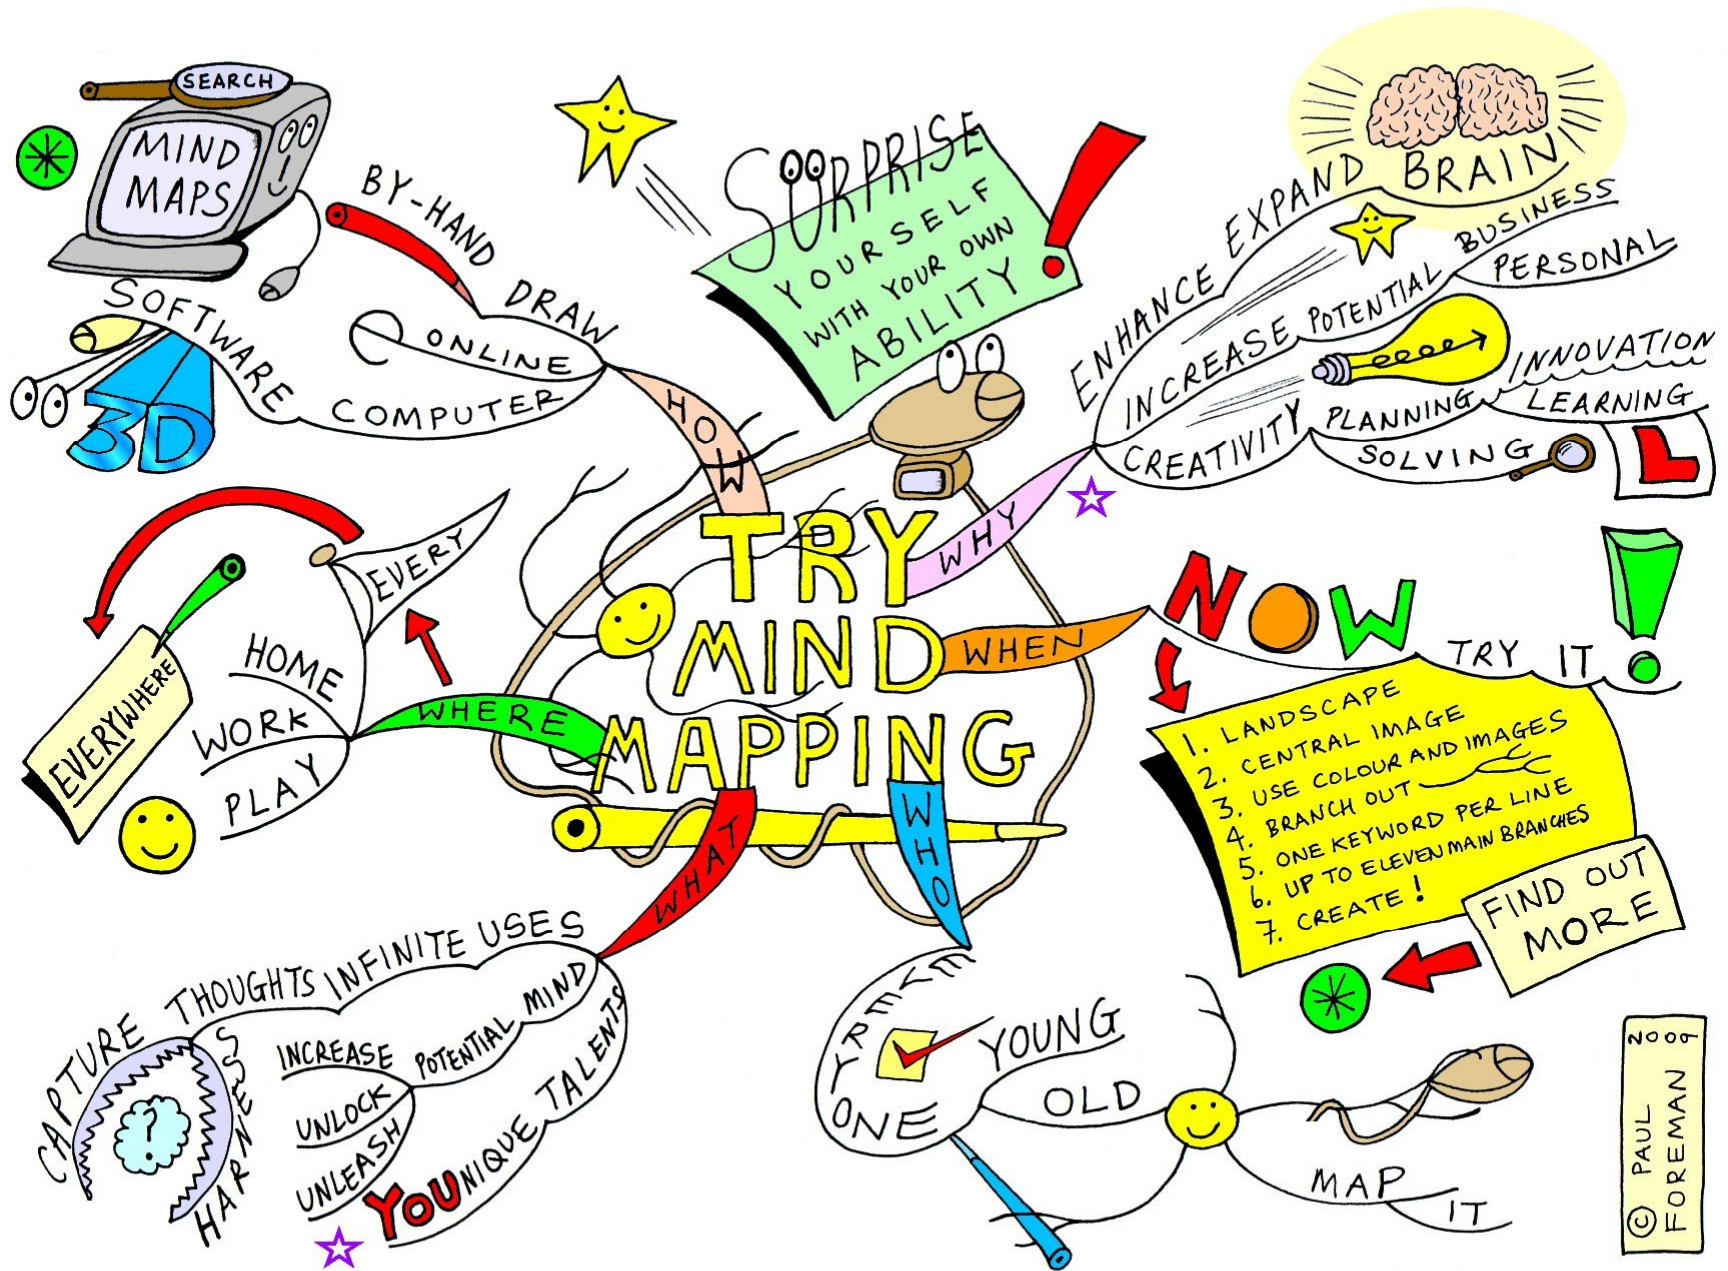 TRY
MIND
MAPPING
HOW
BY-HAND DRAW
e ONLINE
COMPUTER
SOFTWARE
3D
SEARCH
MIND
MAPS
SURPRISE
YOURSELF
WITH YOUR OWN
ABILITY !
WHY
ENHANCE EXPAND BRAIN
INCREASE POTENTIAL BUSINESS
PERSONAL
CREATIVITY PLANNING INNOVATION
LEARNING
SOLVING
L
WHEN
NOW TRY IT !
1. LANDSCAPE
2. CENTRAL IMAGE
3. USE COLOUR AND IMAGES
4. BRANCH OUT
5. ONE KEYWORD PER LINE
6. UP TO ELEVEN MAIN BRANCHES
7. CREATE !
FIND OUT
MORE
WHO
EVERYONE
YOUNG
OLD
MAP
IT
WHAT
INFINITE USES
THOUGHTS
CAPTURE
HARNESS
?
MIND
POTENTIAL
INCREASE
UNLOCK
UNLEASH
YOUNIQUE TALENTS
WHERE
EVERY
HOME
WORK
PLAY
EVERYWHERE
© PAUL
FOREMAN
2009